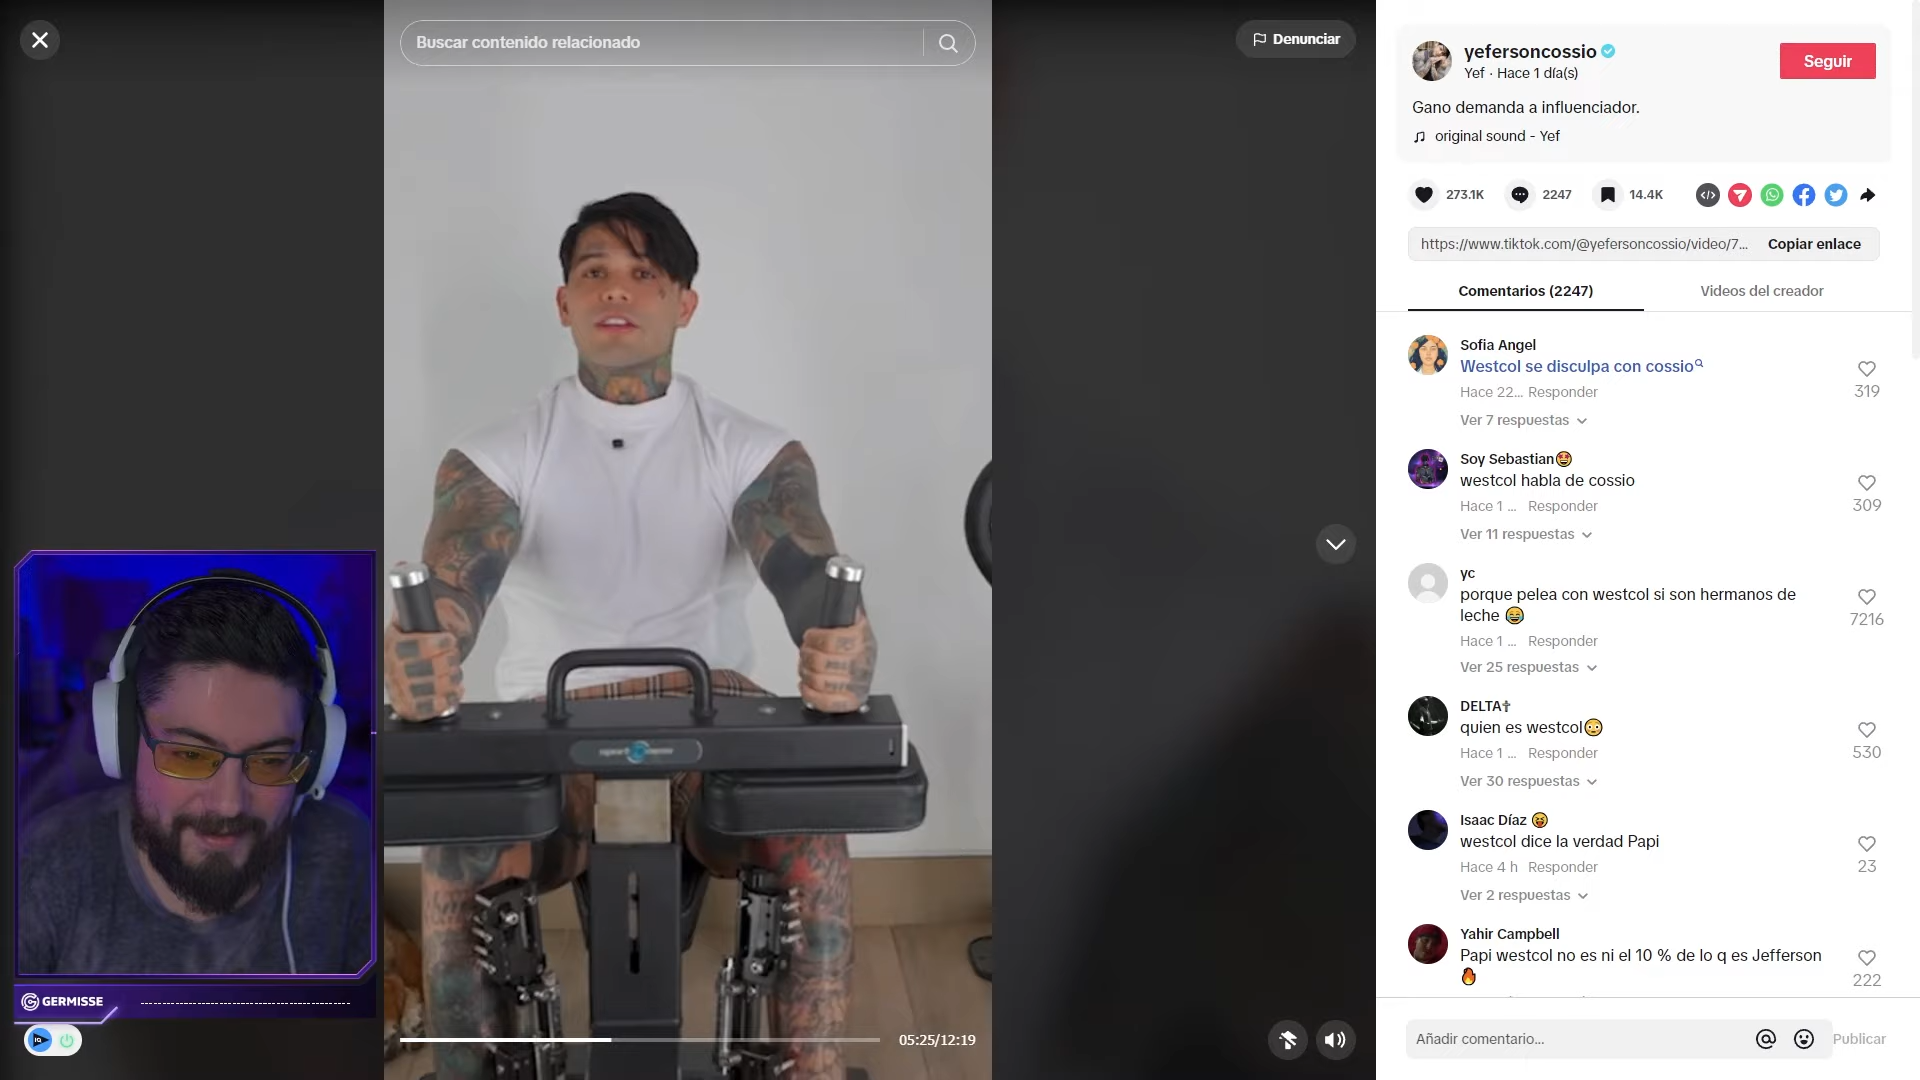 Buscar contenido relacionado
Denunciar
05:25/12:19
GERMISSE
yefersoncossio
Yef · Hace 1 día(s)
Seguir
Gano demanda a influenciador.
original sound - Yef
273.1K
2247
14.4K
https://www.tiktok.com/@yefersoncossio/video/7...
Copiar enlace
Comentarios (2247)
Videos del creador
Sofia Angel
Westcol se disculpa con cossio
Hace 22... Responder
319
Ver 7 respuestas
Soy Sebastian🤩
westcol habla de cossio
Hace 1 ... Responder
309
Ver 11 respuestas
yc
porque pelea con westcol si son hermanos de
leche 😂
Hace 1 ... Responder
7216
Ver 25 respuestas
DELTA✞
quien es westcol😳
Hace 1 ... Responder
530
Ver 30 respuestas
Isaac Díaz 😝
westcol dice la verdad Papi
Hace 4 h Responder
23
Ver 2 respuestas
Yahir Campbell
Papi westcol no es ni el 10 % de lo q es Jefferson
🔥
222
Añadir comentario...
Publicar